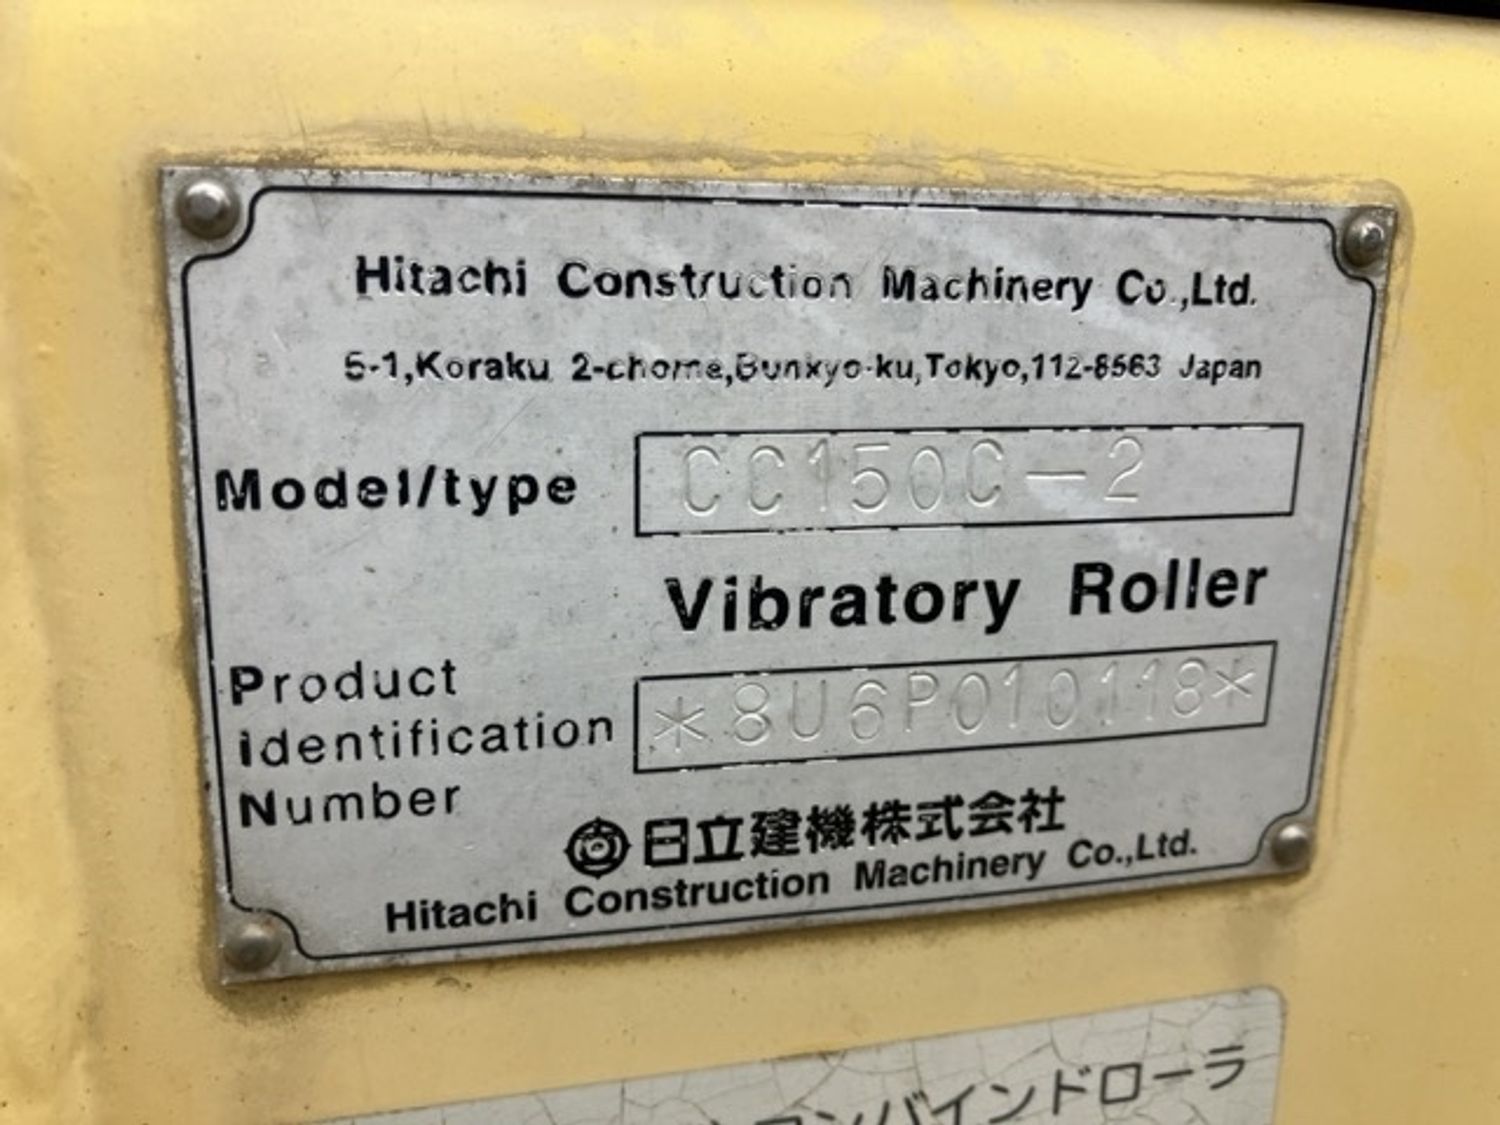 Hitachi Construction Machinery Co.,Ltd.
5-1,Koraku 2-chome,Bunkyo-ku,Tokyo,112-8563 Japan
Model/type CC150C-2
Vibratory Roller
Product
Identification
Number
*8U6P010118*
日立建機株式会社
Hitachi Construction Machinery Co.,Ltd.
コンバインドローラ